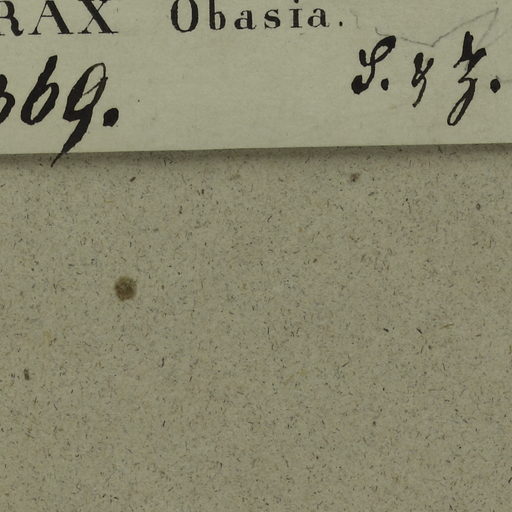 RAX Obasia.
369. S. & Z.